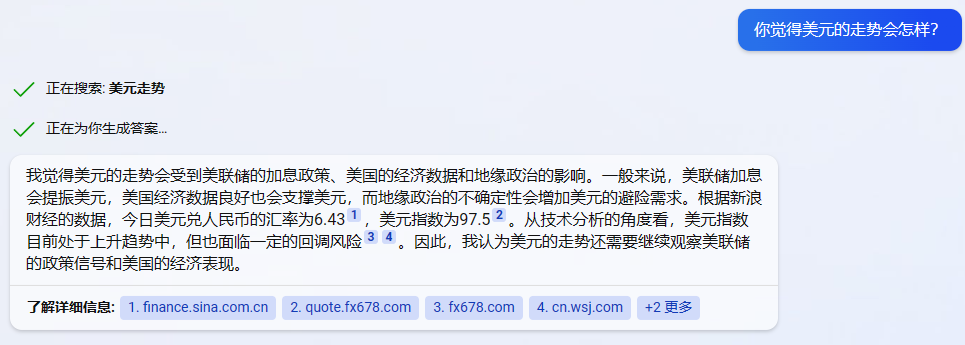 你觉得美元的走势会怎样？
正在搜索: 美元走势
正在为你生成答案...
我觉得美元的走势会受到美联储的加息政策、美国的经济数据和地缘政治的影响。一般来说，美联储加息
会提振美元，美国经济数据良好也会支撑美元，而地缘政治的不确定性会增加美元的避险需求。根据新浪
财经的数据，今日美元兑人民币的汇率为6.43 1 ，美元指数为97.5 2 。从技术分析的角度看，美元指数
目前处于上升趋势中，但也面临一定的回调风险 3 4 。因此，我认为美元的走势还需要继续观察美联储
的政策信号和美国的经济表现。
了解详细信息: 1. finance.sina.com.cn 2. quote.fx678.com 3. fx678.com 4. cn.wsj.com +2 更多